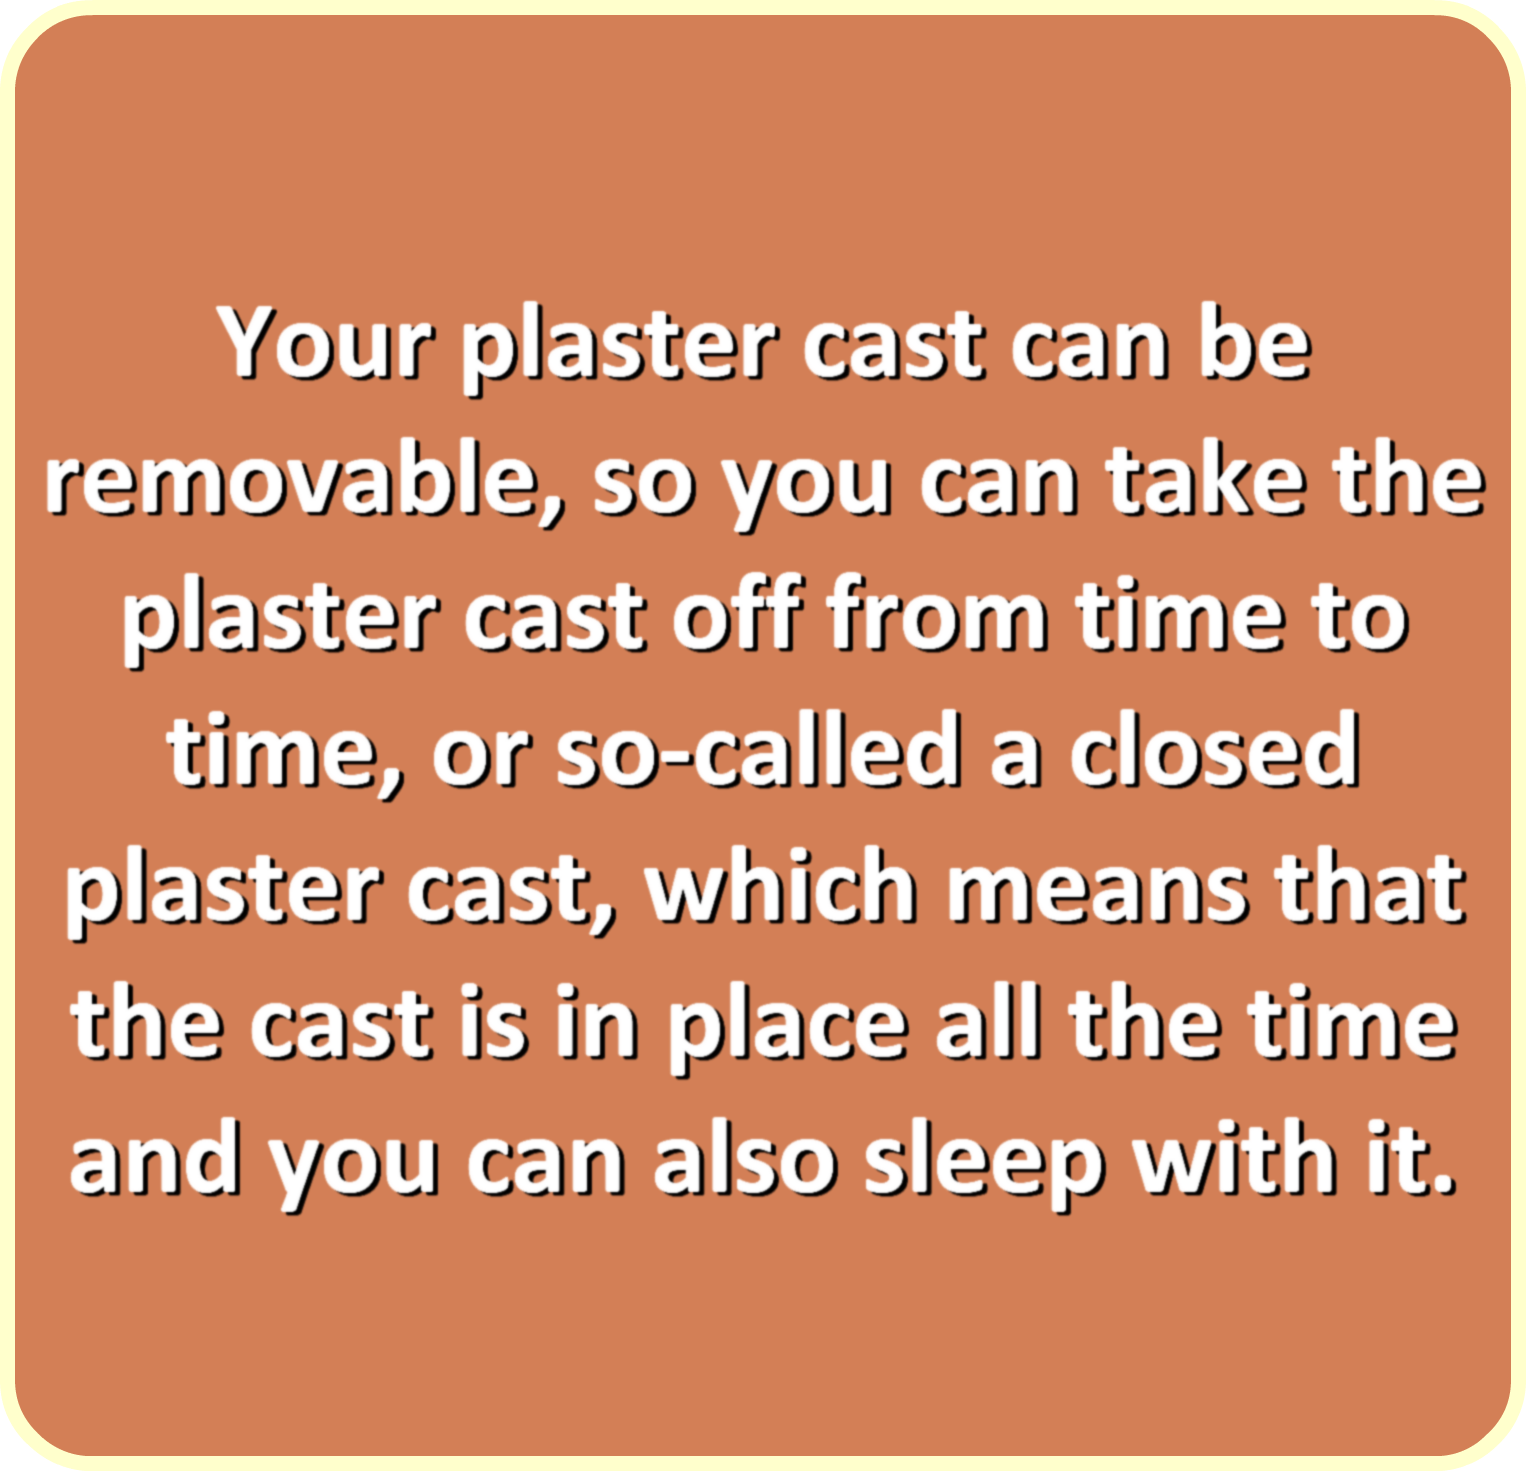 Your plaster cast can be
removable, so you can take the
plaster cast off from time to
time, or so-called a closed
plaster cast, which means that
the cast is in place all the time
and you can also sleep with it.